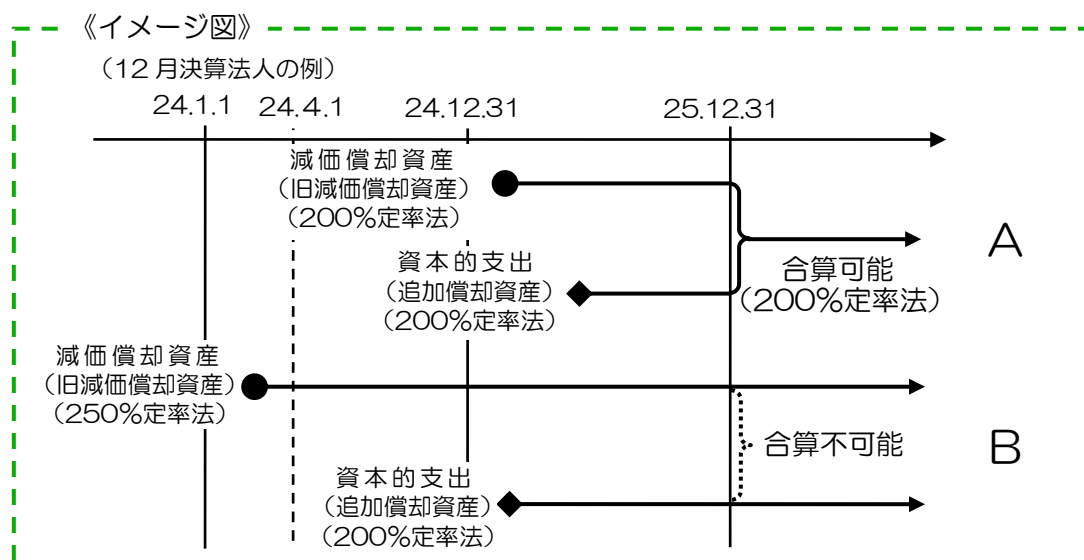 《イメージ図》
（12月決算法人の例）
24.1.1 24.4.1 24.12.31 25.12.31
減価償却資産
（旧減価償却資産）
（200％定率法）
A
資本的支出
（追加償却資産）
（200％定率法）
合算可能
（200％定率法）
減価償却資産
（旧減価償却資産）
（250％定率法）
合算不可能
B
資本的支出
（追加償却資産）
（200％定率法）